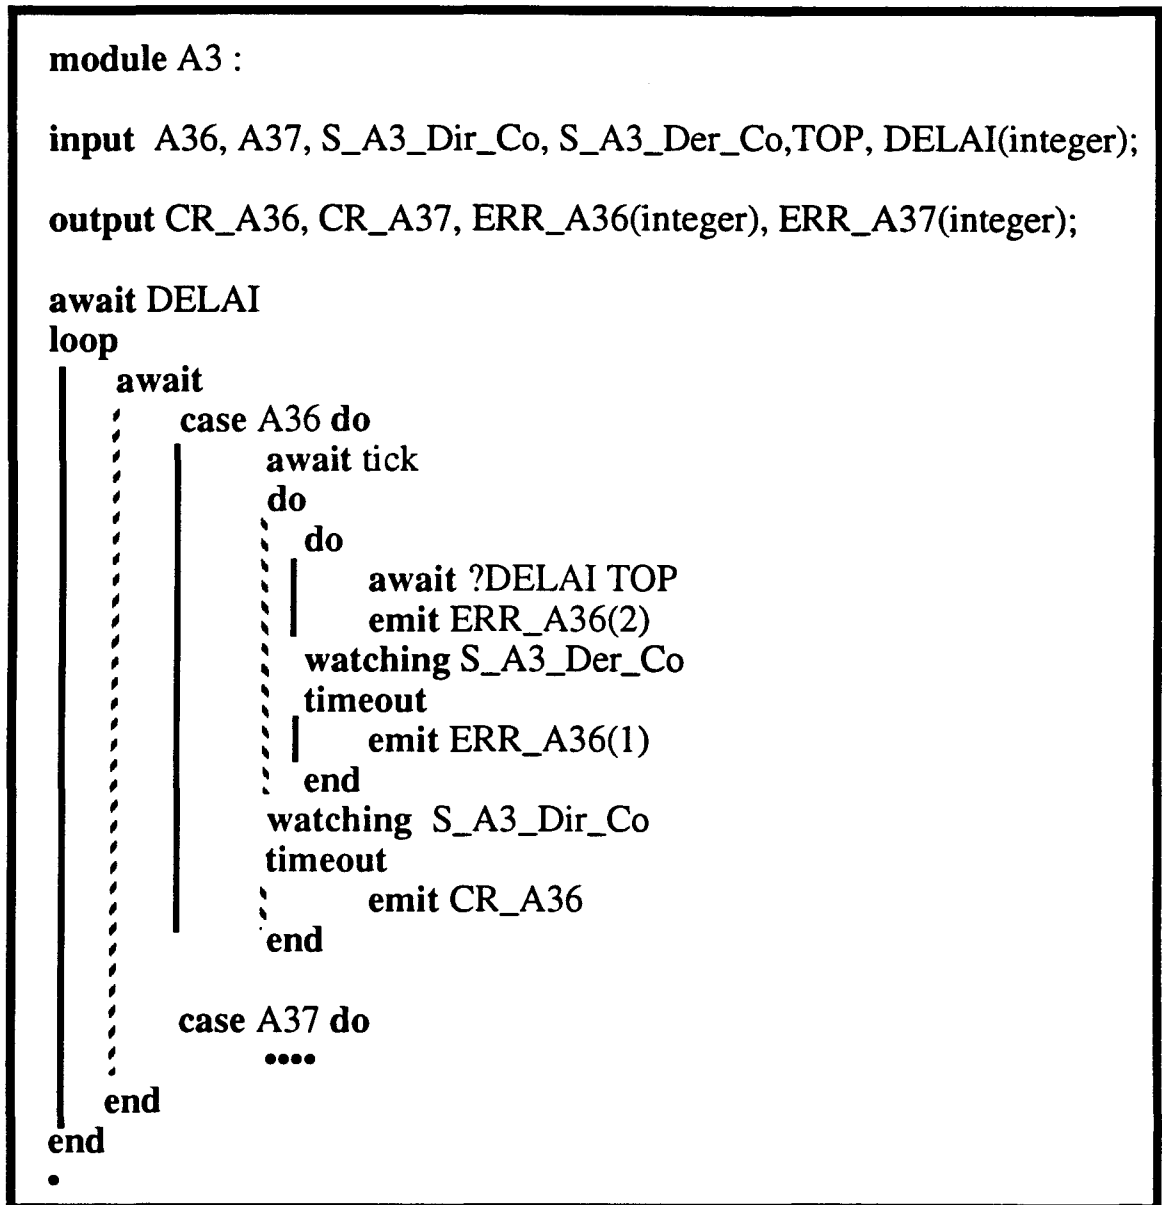 module A3 :
input A36, A37, S_A3_Dir_Co, S_A3_Der_Co,TOP, DELAI(integer);
output CR_A36, CR_A37, ERR_A36(integer), ERR_A37(integer);
await DELAI
loop
await
case A36 do
await tick
do
do
await ?DELAI TOP
emit ERR_A36(2)
watching S_A3_Der_Co
timeout
emit ERR_A36(1)
end
watching S_A3_Dir_Co
timeout
emit CR_A36
end
case A37 do
••••
end
end
•